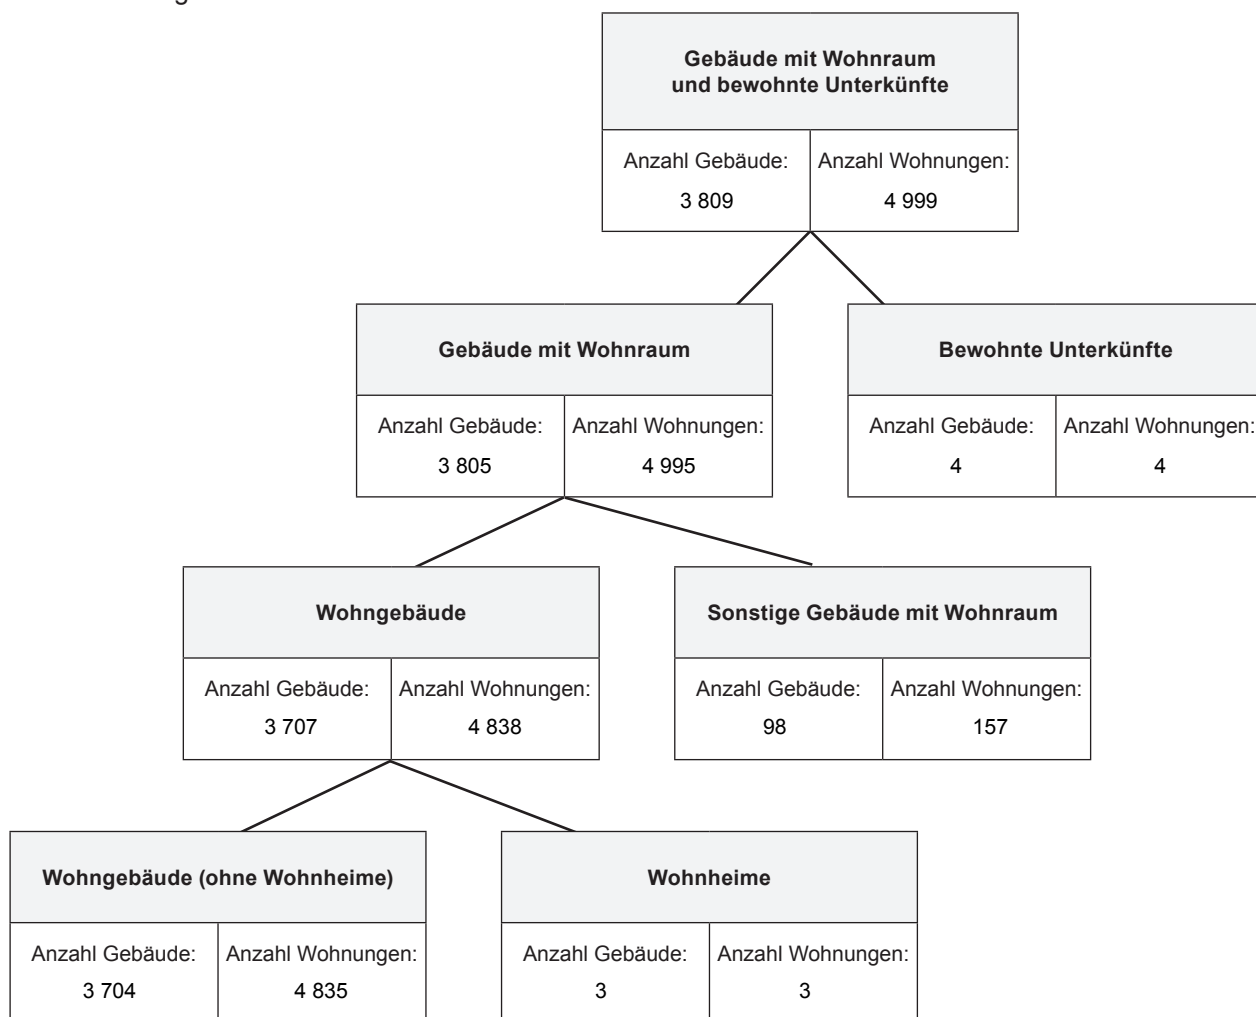 Gebäude mit Wohnraum
und bewohnte Unterkünfte
Anzahl Gebäude: Anzahl Wohnungen:
3 809 4 999
Gebäude mit Wohnraum
Anzahl Gebäude: Anzahl Wohnungen:
3 805 4 995
Bewohnte Unterkünfte
Anzahl Gebäude: Anzahl Wohnungen:
4 4
Wohngebäude
Anzahl Gebäude: Anzahl Wohnungen:
3 707 4 838
Sonstige Gebäude mit Wohnraum
Anzahl Gebäude: Anzahl Wohnungen:
98 157
Wohngebäude (ohne Wohnheime)
Anzahl Gebäude: Anzahl Wohnungen:
3 704 4 835
Wohnheime
Anzahl Gebäude: Anzahl Wohnungen:
3 3